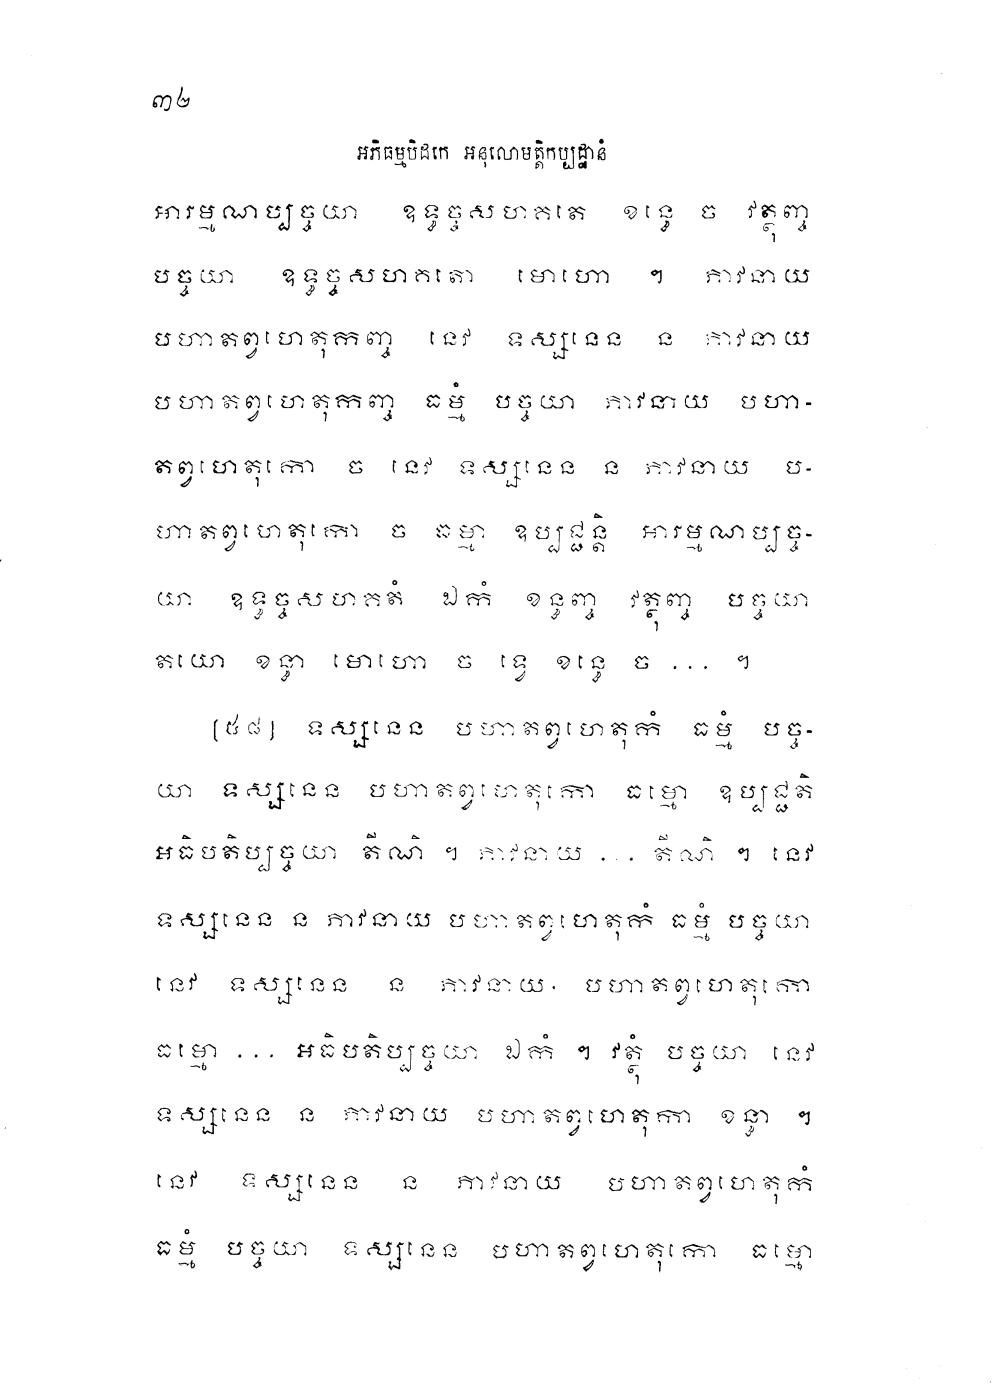 ៣៤
អភិធម្មបិដកេ អនុលោមត្តិកប្បដ្ឋានំ
អារម្មណប្បច្ចយា ឧទ្ធច្ចសហគតេ ខន្ធេ ច វត្ថុញ្ច
បច្ចយា ឧទ្ធច្ចសហគតោ មោហោ ។ ភាវនាយ
បហាតព្វហេតុកញ្ច នេវ ទស្សនេន ន ភាវនាយ
បហាតព្វហេតុកញ្ច ធម្មំ បច្ចយា ភាវនាយ បហា-
តព្វហេតុកោ ច នេវ ទស្សនេន ន ភាវនាយ ប-
ហាតព្វហេតុកោ ច ធម្មា ឧប្បជ្ជន្តិ អារម្មណប្បច្ច-
យា ឧទ្ធច្ចសហគតំ ឯកំ ខន្ធញ្ច វត្ថុញ្ច បច្ចយា
តយោ ខន្ធា មោហោ ច ទ្វេ ខន្ធេ ច ... ។
[៥៨] ទស្សនេន បហាតព្វហេតុកំ ធម្មំ បច្ច-
យា ទស្សនេន បហាតព្វហេតុកោ ធម្មោ ឧប្បជ្ជតិ
អធិបតិប្បច្ចយា តីណិ ។ ភាវនាយ ... តីណិ ។ នេវ
ទស្សនេន ន ភាវនាយ បហាតព្វហេតុកំ ធម្មំ បច្ចយា
នេវ ទស្សនេន ន ភាវនាយ បហាតព្វហេតុកោ
ធម្មោ ... អធិបតិប្បច្ចយា ឯកំ ។ វត្ថុំ បច្ចយា នេវ
ទស្សនេន ន ភាវនាយ បហាតព្វហេតុកា ខន្ធា ។
នេវ ទស្សនេន ន ភាវនាយ បហាតព្វហេតុកំ
ធម្មំ បច្ចយា ទស្សនេន បហាតព្វហេតុកោ ធម្មោ